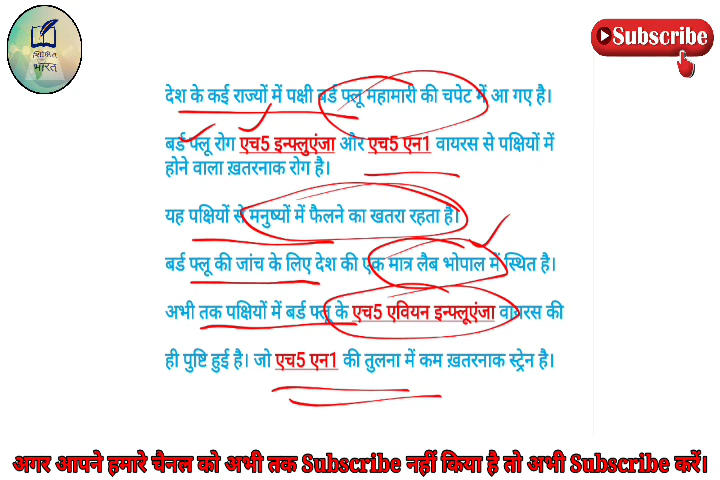 शिक्षित
भारत
Subscribe
देश के कई राज्यों में पक्षी बर्ड फ्लू महामारी की चपेट में आ गए है।
बर्ड फ्लू रोग एच5 इन्फ्लुएंजा और एच5 एन1 वायरस से पक्षियों में
होने वाला ख़तरनाक रोग है।
यह पक्षियों से मनुष्यों में फैलने का खतरा रहता है।
बर्ड फ्लू की जांच के लिए देश की एक मात्र लैब भोपाल में स्थित है।
अभी तक पक्षियों में बर्ड फ्लू के एच5 एवियन इन्फ्लूएंजा वायरस की
ही पुष्टि हुई है। जो एच5 एन1 की तुलना में कम ख़तरनाक स्ट्रेन है।
अगर आपने हमारे चैनल को अभी तक Subscribe नहीं किया है तो अभी Subscribe करें।